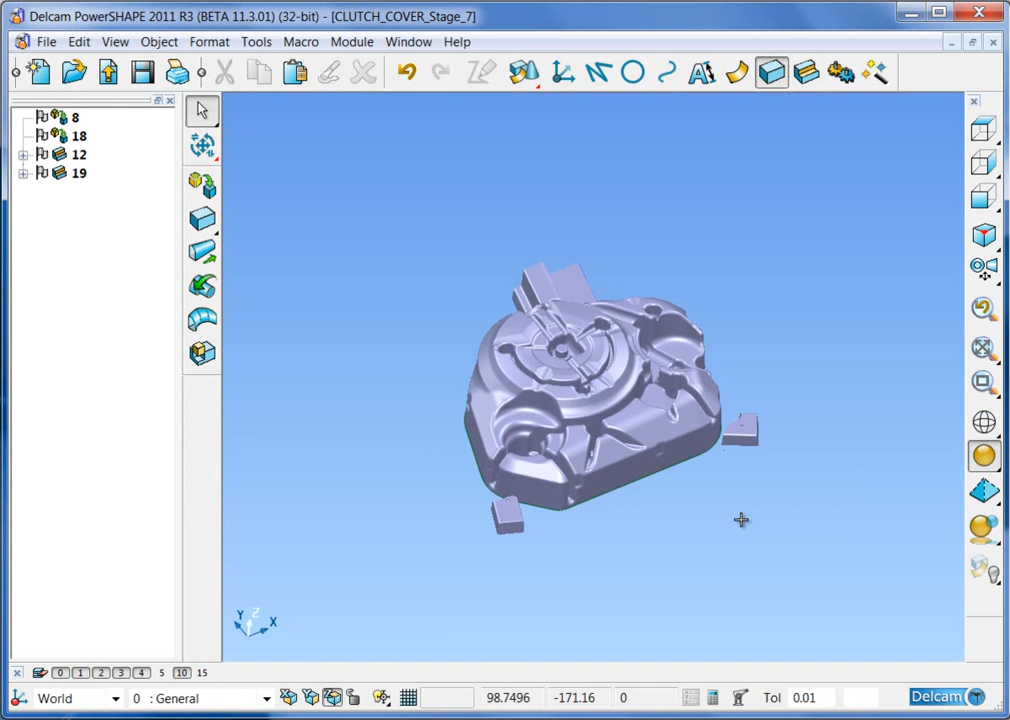 Delcam PowerSHAPE 2011 R3 (BETA 11.3.01) (32-bit) - [CLUTCH_COVER_Stage_7]
File Edit View Object Format Tools Macro Module Window Help
8
18
12
19
Y Z X
0 1 2 3 4 5 10 15
World 0 : General 98.7496 -171.16 0 Tol 0.01 Delcam